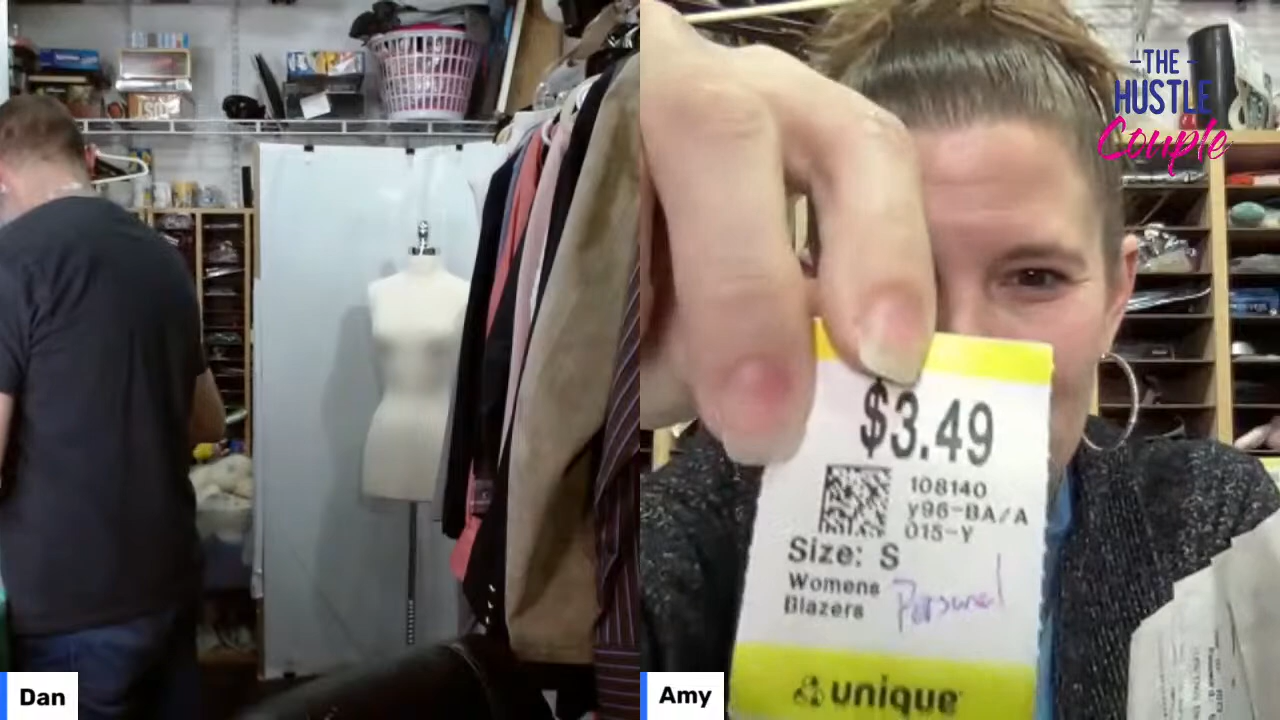 -THE-
HUSTLE
Couple
$3.49
108140
y96-BA/A
015-Y
Size: S
Womens
Blazers
Personal
unique
Dan
Amy